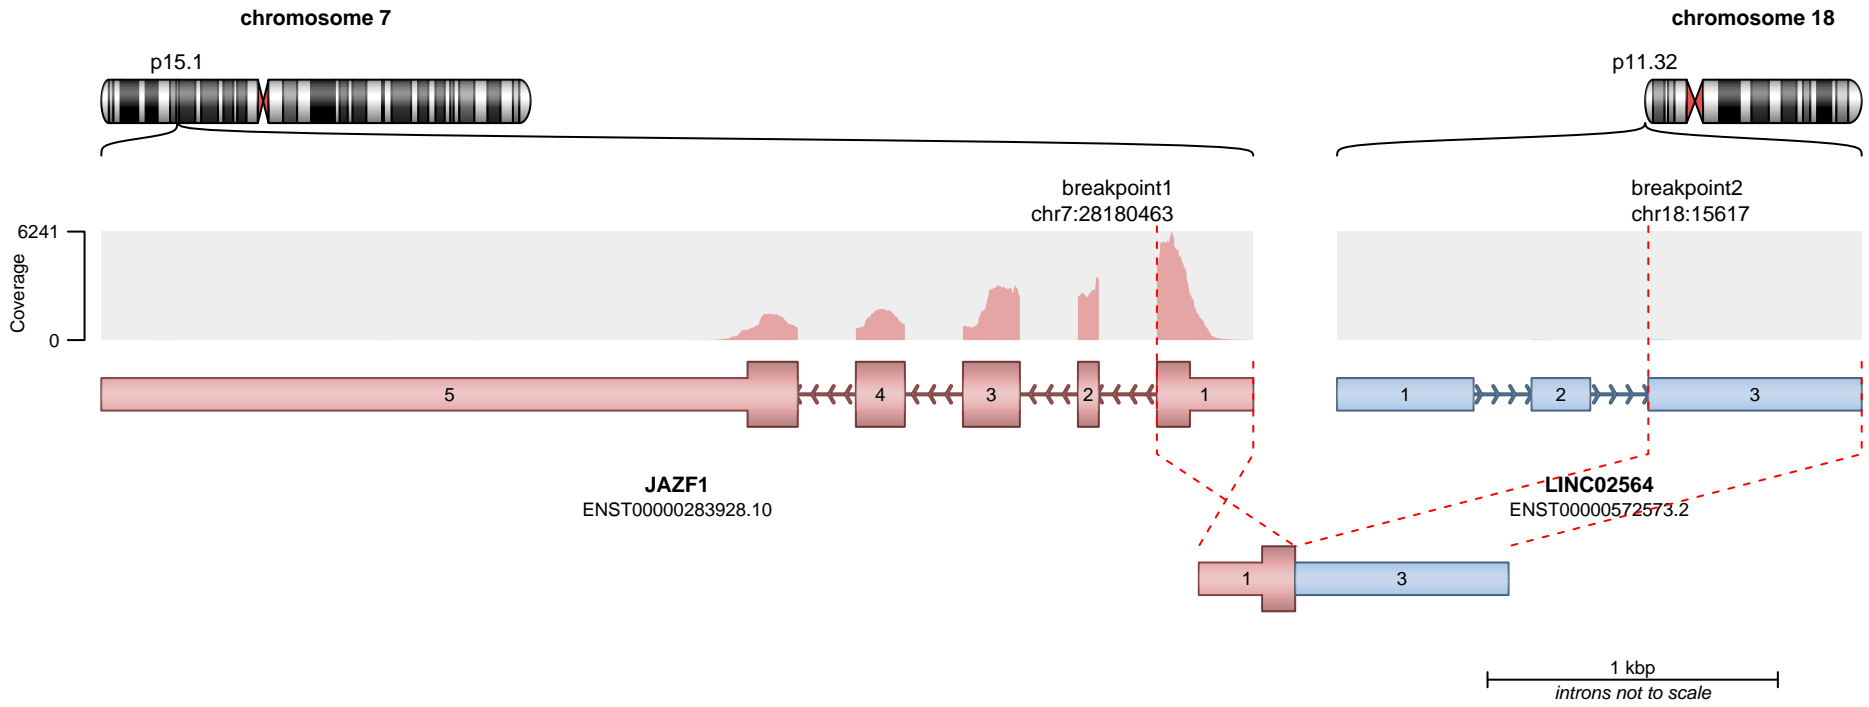 chromosome 7
chromosome 18
p15.1
p11.32
breakpoint1
chr7:28180463
breakpoint2
chr18:15617
6241
Coverage
0
5
4
3
2
1
1
2
3
JAZF1
ENST00000283928.10
LINC02564
ENST00000572573.2
1
3
1 kbp
introns not to scale